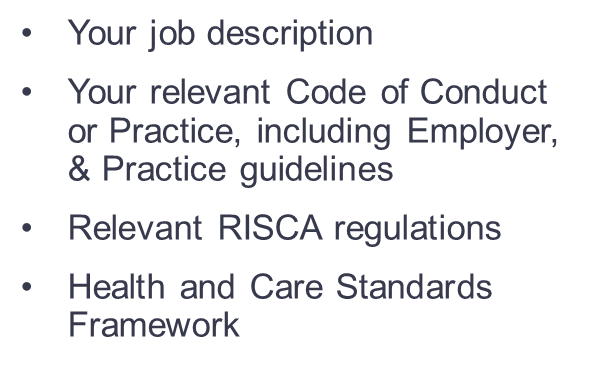 • Your job description
• Your relevant Code of Conduct
or Practice, including Employer,
& Practice guidelines
• Relevant RISCA regulations
• Health and Care Standards
Framework